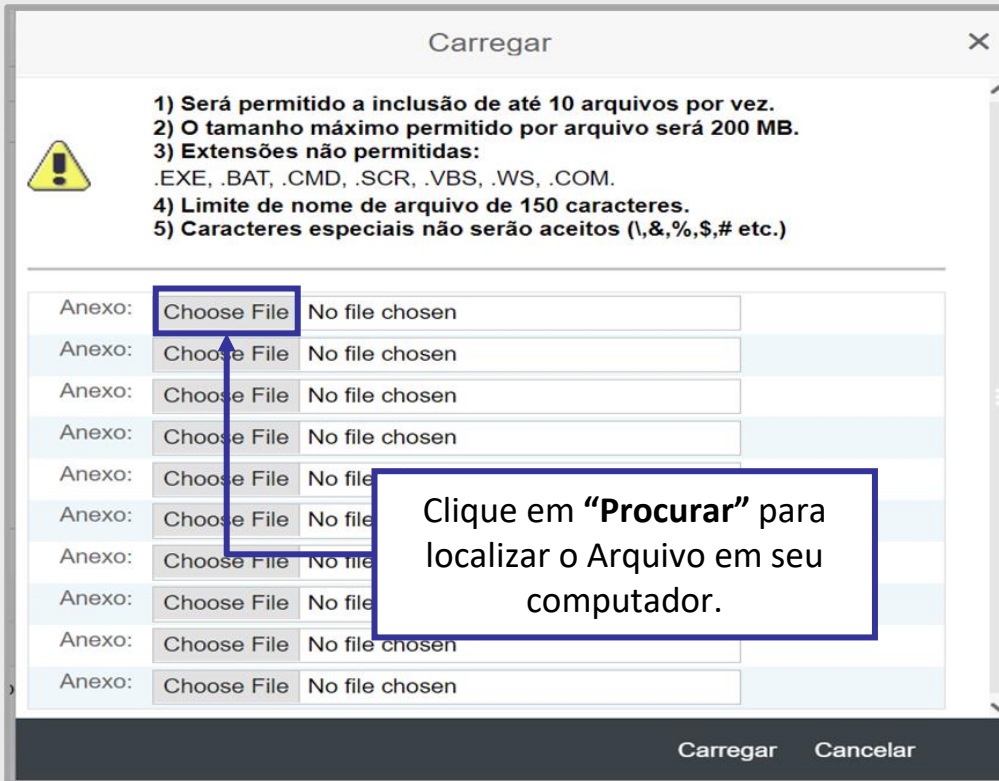 Carregar
1) Será permitido a inclusão de até 10 arquivos por vez.
2) O tamanho máximo permitido por arquivo será 200 MB.
3) Extensões não permitidas:
.EXE, .BAT, .CMD, .SCR, .VBS, .WS, .COM.
4) Limite de nome de arquivo de 150 caracteres.
5) Caracteres especiais não serão aceitos (\,&,%,$,# etc.)
Anexo: Choose File No file chosen
Anexo: Choose File No file chosen
Anexo: Choose File No file chosen
Anexo: Choose File No file chosen
Anexo: Choose File No file
Anexo: Choose File No file
Anexo: Choose File No file
Anexo: Choose File No file
Anexo: Choose File No file chosen
Anexo: Choose File No file chosen
Clique em “Procurar” para
localizar o Arquivo em seu
computador.
Carregar Cancelar